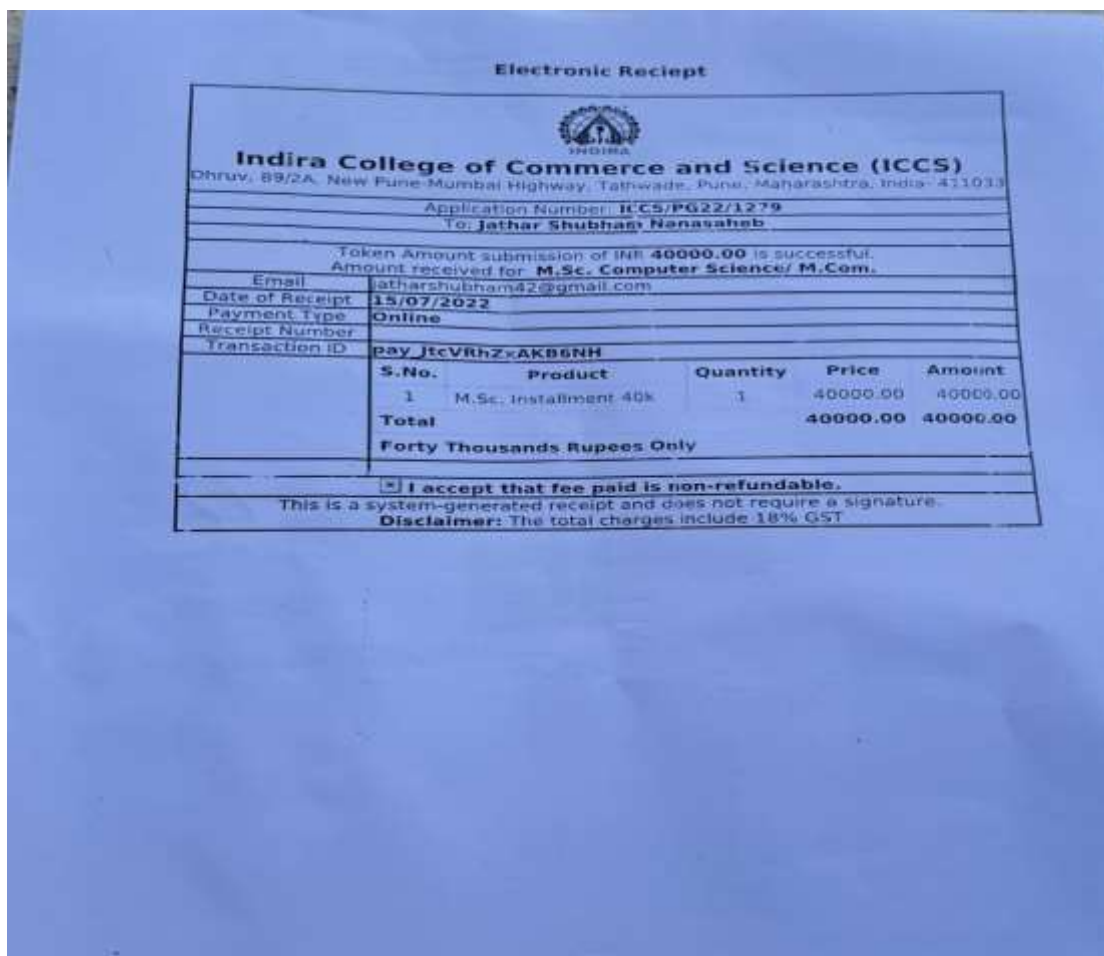 Electronic Reciept
INDIRA
Indira College of Commerce and Science (ICCS)
Dhruv, 89/2A, New Pune-Mumbai Highway, Tathwade, Pune, Maharashtra, India- 411033
Application Number: ICCS/PG22/1279
To: Jathar Shubham Nanasaheb
Token Amount submission of INR 40000.00 is successful.
Amount received for M.Sc. Computer Science/ M.Com.
Email jatharshubham42@gmail.com
Date of Receipt 15/07/2022
Payment Type Online
Receipt Number
Transaction ID pay_JtcVRhZxAKB6NH
S.No. Product Quantity Price Amount
1 M.Sc. Installment 40k 1 40000.00 40000.00
Total 40000.00 40000.00
Forty Thousands Rupees Only
I accept that fee paid is non-refundable.
This is a system-generated receipt and does not require a signature.
Disclaimer: The total charges include 18% GST